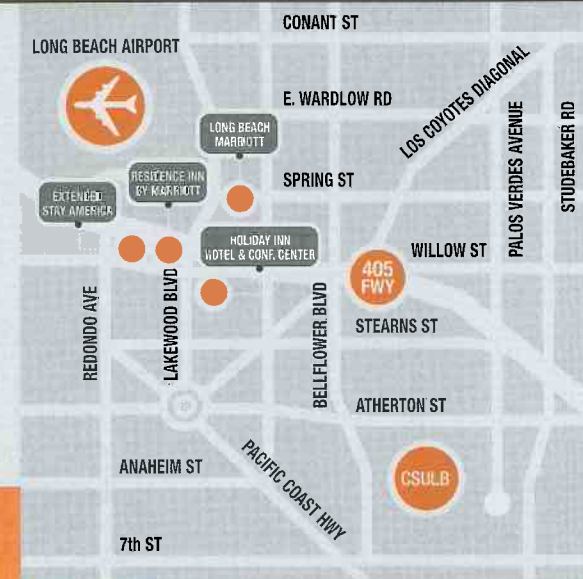 CONANT ST
LONG BEACH AIRPORT
E. WARDLOW RD
LOS COYOTES DIAGONAL
PALOS VERDES AVENUE
STUDEBAKER RD
LONG BEACH
MARRIOTT
SPRING ST
RESIDENCE INN
BY MARRIOTT
EXTENDED
STAY AMERICA
HOLIDAY INN
HOTEL & CONF. CENTER
WILLOW ST
405
FWY
REDONDO AVE
LAKEWOOD BLVD
BELLFLOWER BLVD
STEARNS ST
ATHERTON ST
ANAHEIM ST
PACIFIC COAST HWY
CSULB
7th ST